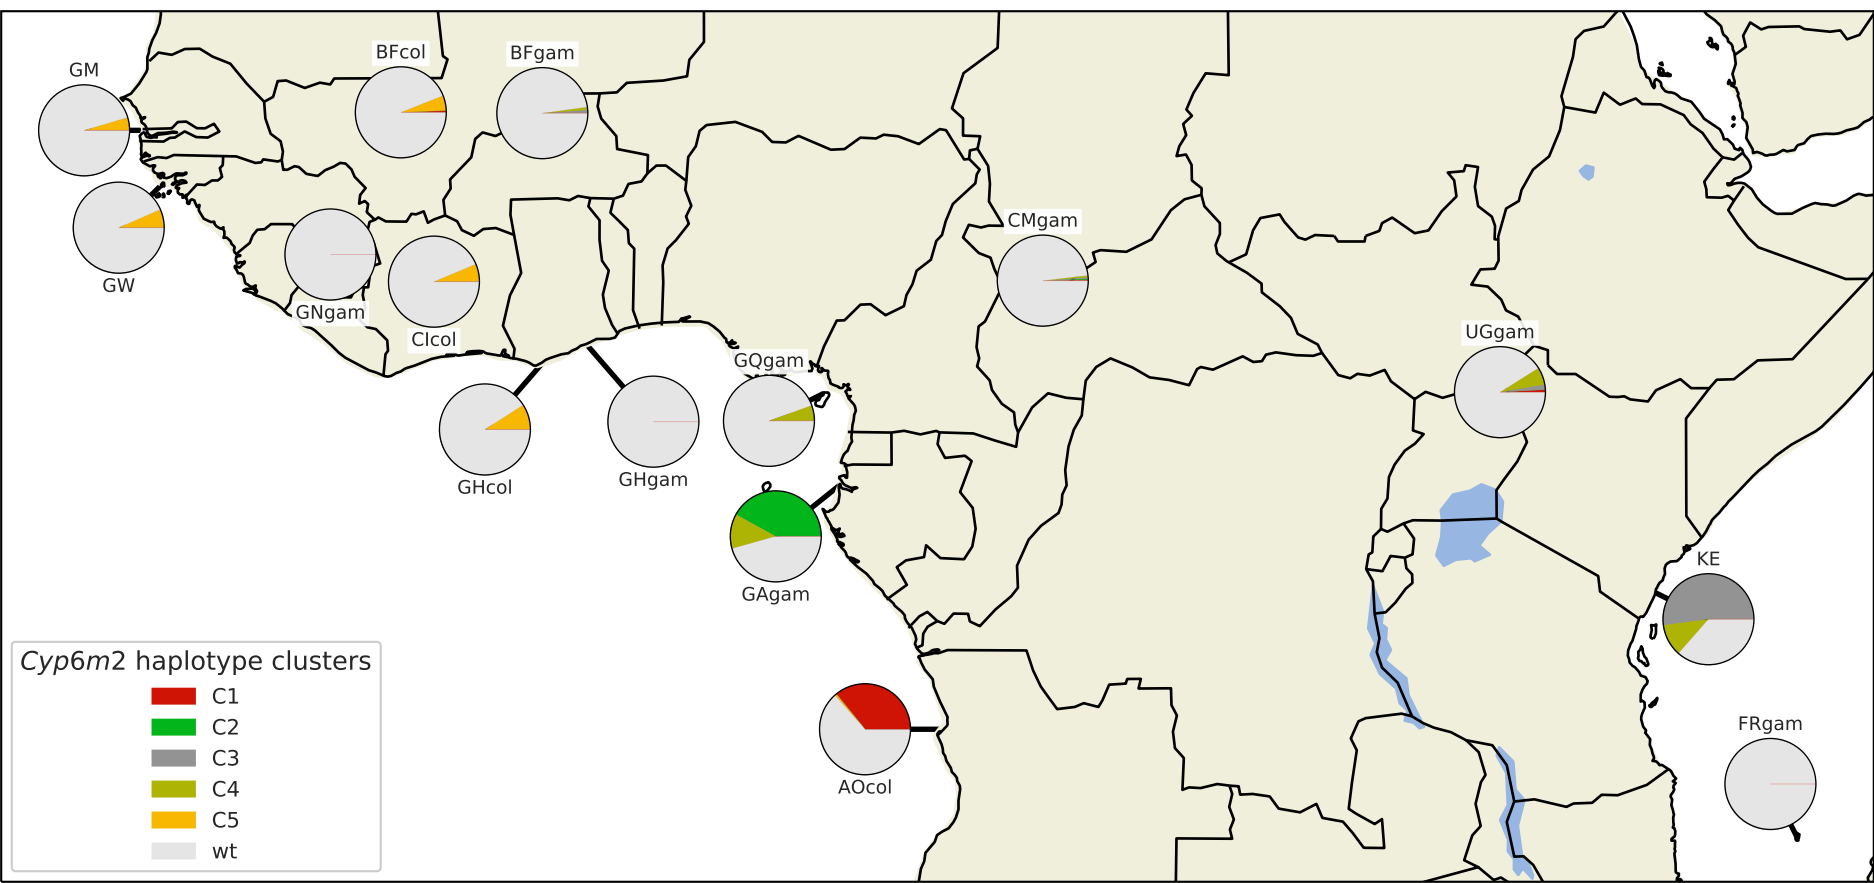 BFcol
BFgam
GM
CMgam
GW
GNgam
CIcol
UGgam
GQgam
GHcol
GHgam
KE
GAgam
FRgam
AOcol
Cyp6m2 haplotype clusters
C1
C2
C3
C4
C5
wt